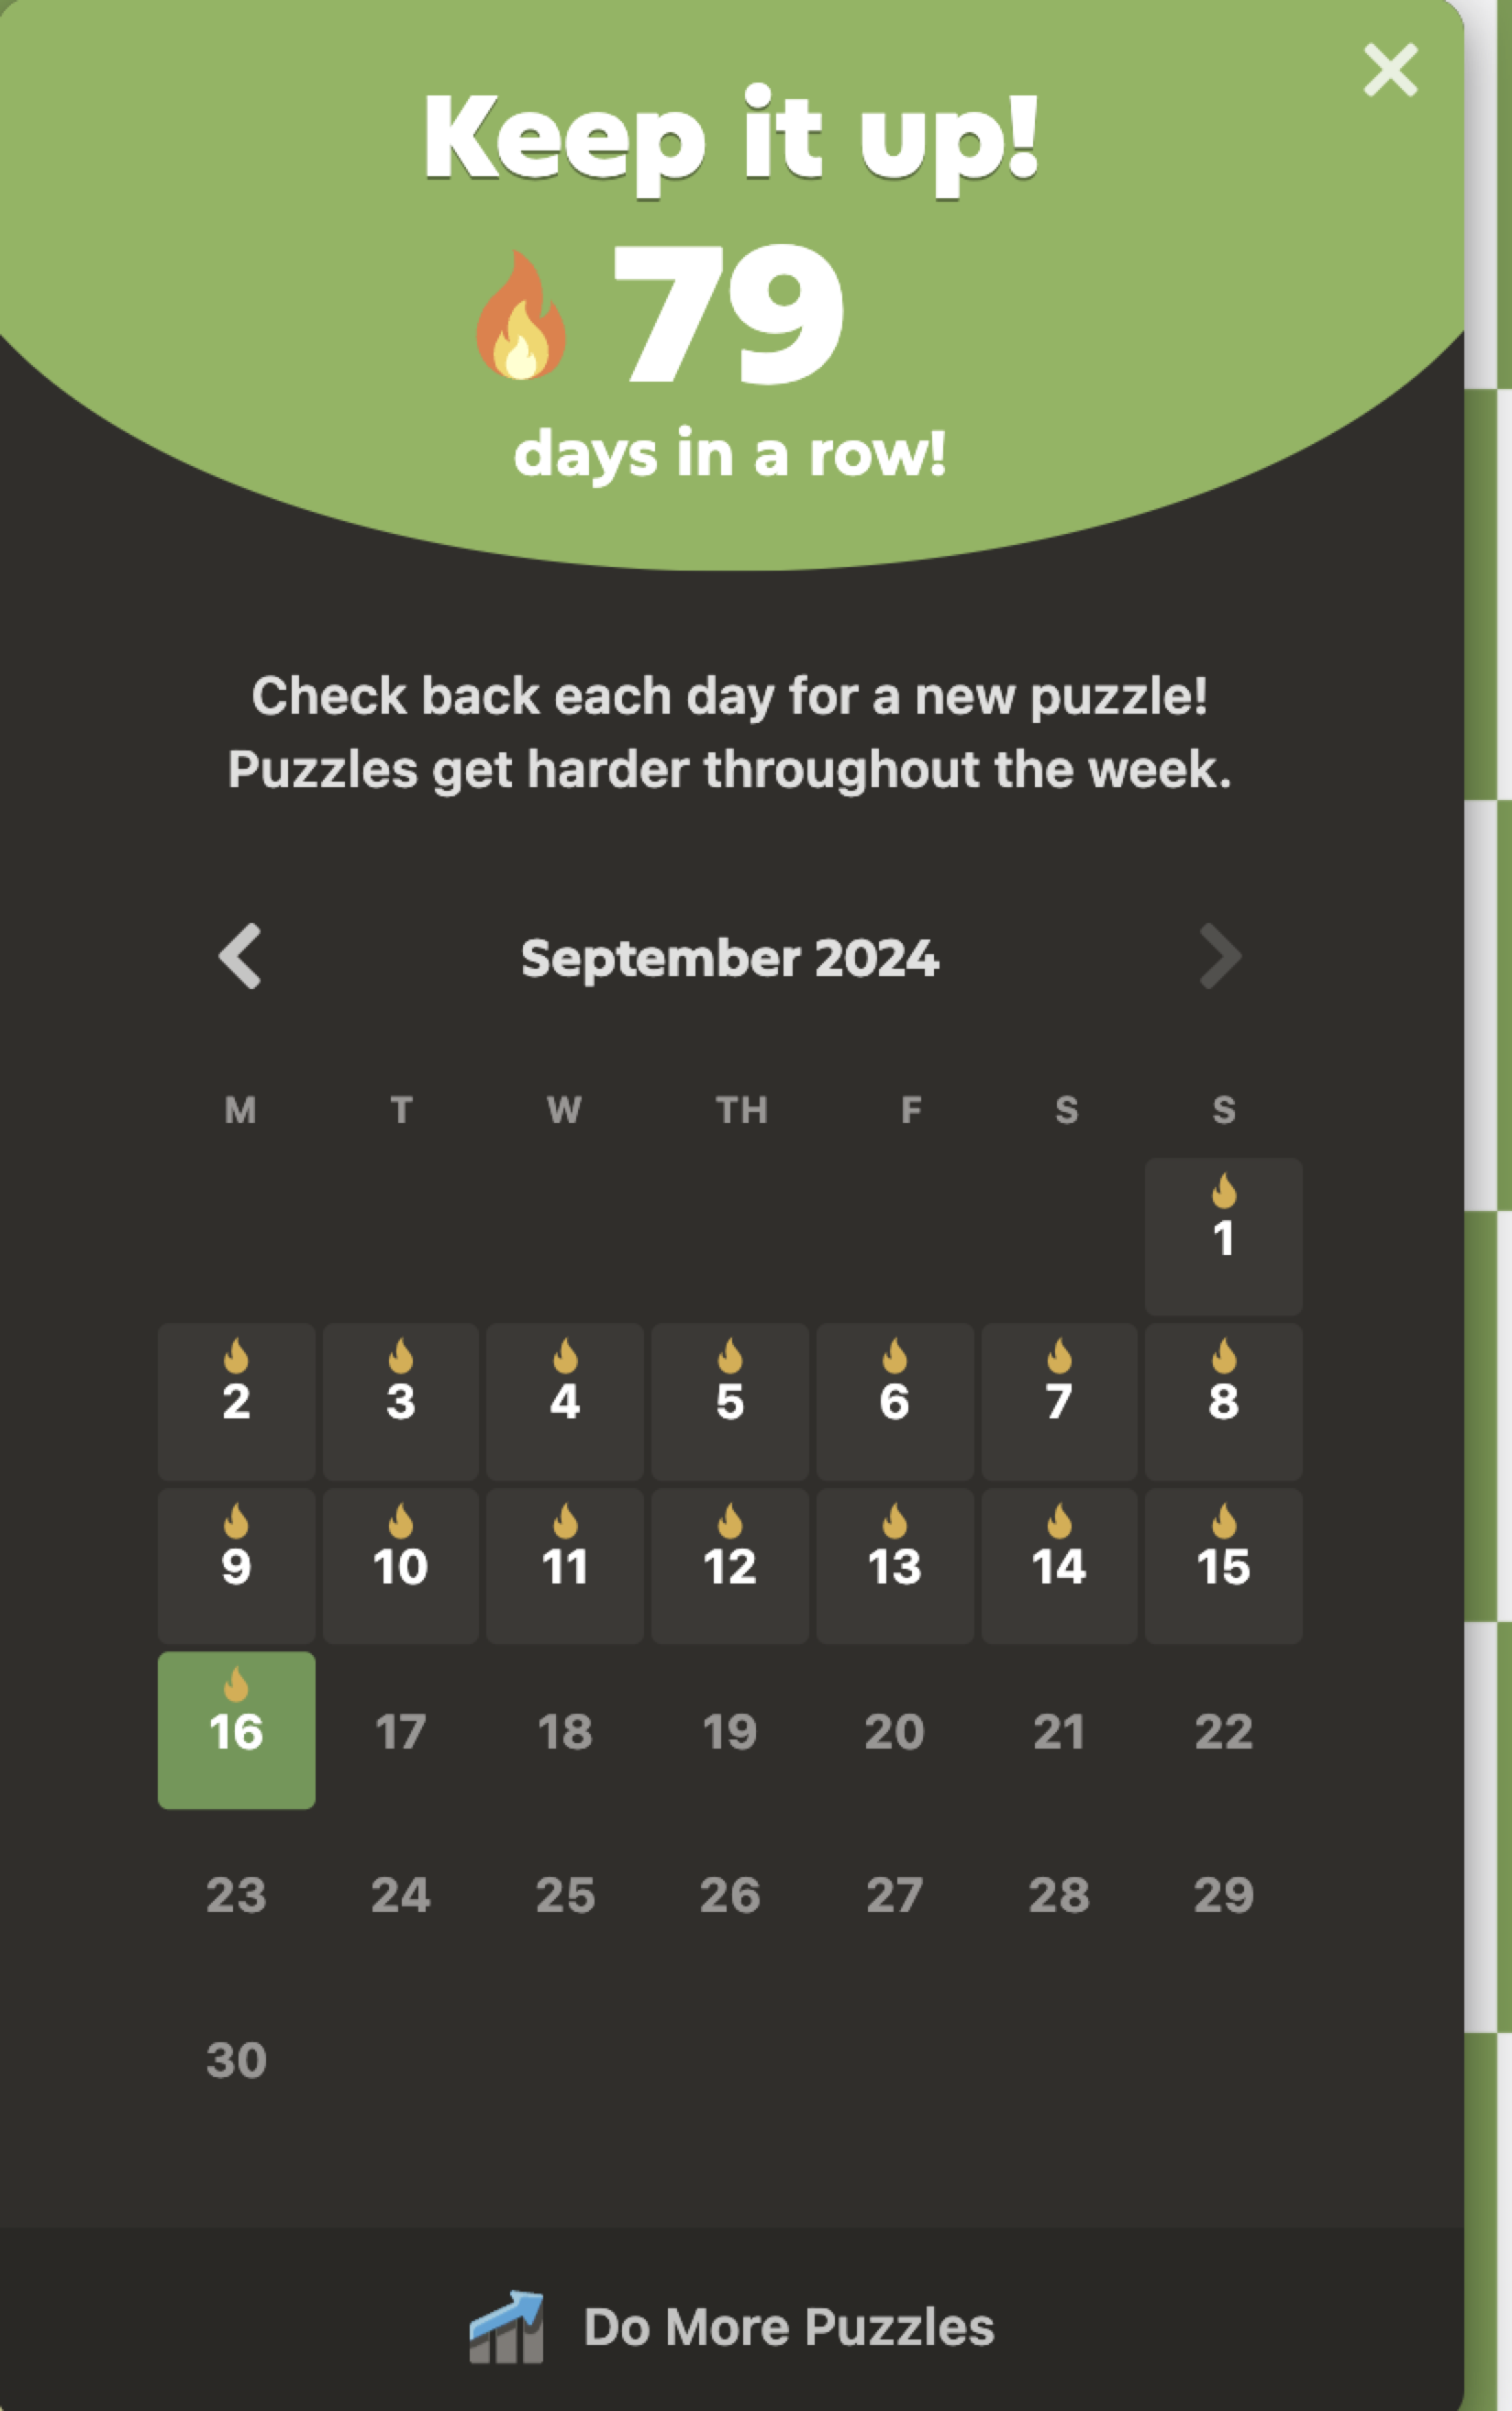 Keep it up!
79
days in a row!
Check back each day for a new puzzle!
Puzzles get harder throughout the week.
September 2024
M T W TH F S S
1
2 3 4 5 6 7 8
9 10 11 12 13 14 15
16 17 18 19 20 21 22
23 24 25 26 27 28 29
30
Do More Puzzles